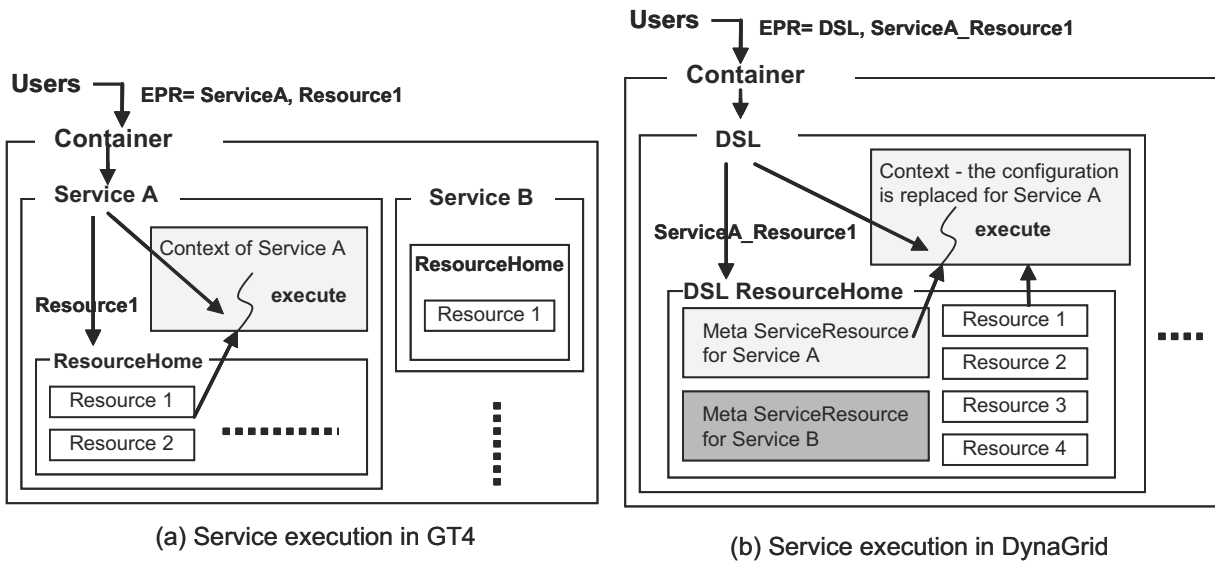 Users
EPR= ServiceA, Resource1
Container
Service A
Context of Service A
execute
Resource1
ResourceHome
Resource 1
Resource 2
Service B
ResourceHome
Resource 1
(a) Service execution in GT4
Users
EPR= DSL, ServiceA_Resource1
Container
DSL
Context - the configuration
is replaced for Service A
execute
ServiceA_Resource1
DSL ResourceHome
Meta ServiceResource
for Service A
Meta ServiceResource
for Service B
Resource 1
Resource 2
Resource 3
Resource 4
(b) Service execution in DynaGrid